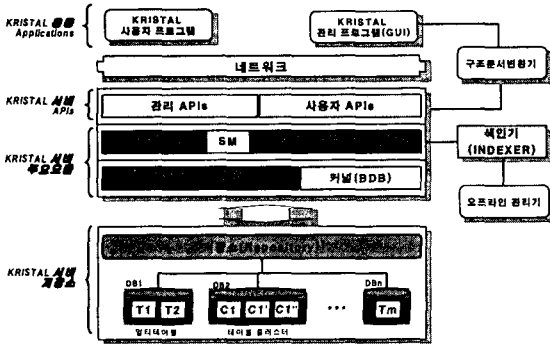 KRISTAL 응용
Applications
KRISTAL
사용자 프로그램
KRISTAL
관리 프로그램(GUI)
네트워크
구조문서변환기
KRISTAL 서버
APIs
관리 APIs
사용자 APIs
KRISTAL 서버
주요모듈
SM
커널(BDB)
색인기
(INDEXER)
오프라인 관리기
KRISTAL 서버
저장소
저장소(Repository)
DB1
DB2
DBn
T1
T2
C1
C1'
C1''
• • •
Tm
멀티테이블
테이블 클러스터